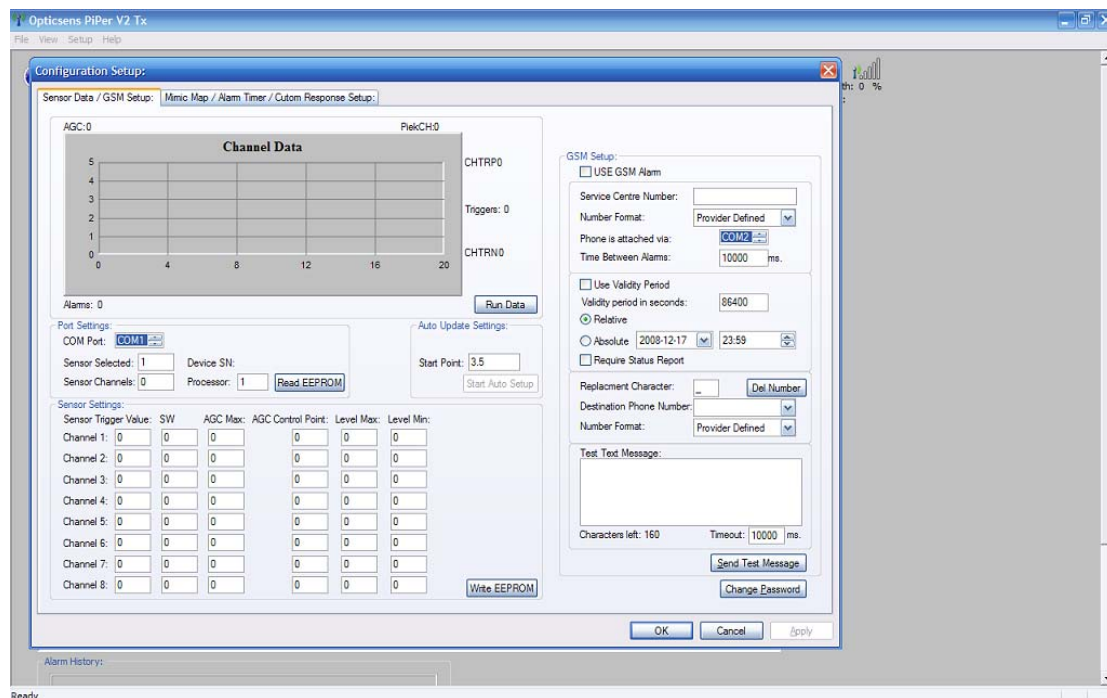 Opticsens PiPer V2 Tx
File View Setup Help
th: 0 %
:
Configuration Setup:
Sensor Data / GSM Setup:
Mimic Map / Alarm Timer / Cutom Response Setup:
AGC:0
PiekCH:0
Channel Data
5
4
3
2
1
0
0 4 8 12 16 20
CHTRP0
Triggers: 0
CHTRN0
Alarms: 0
Run Data
Port Settings:
COM Port: COM1
Sensor Selected: 1 Device SN:
Sensor Channels: 0 Processor: 1 Read EEPROM
Auto Update Settings:
Start Point: 3.5
Start Auto Setup
Sensor Settings:
Sensor Trigger Value: SW AGC Max: AGC Control Point: Level Max: Level Min:
Channel 1: 0 0 0 0 0 0
Channel 2: 0 0 0 0 0 0
Channel 3: 0 0 0 0 0 0
Channel 4: 0 0 0 0 0 0
Channel 5: 0 0 0 0 0 0
Channel 6: 0 0 0 0 0 0
Channel 7: 0 0 0 0 0 0
Channel 8: 0 0 0 0 0 0
Write EEPROM
GSM Setup:
USE GSM Alarm
Service Centre Number:
Number Format: Provider Defined
Phone is attached via: COM2
Time Between Alarms: 10000 ms.
Use Validity Period
Validity period in seconds: 86400
Relative
Absolute 2008-12-17 23:59
Require Status Report
Replacment Character: _ Del Number
Destination Phone Number:
Number Format: Provider Defined
Test Text Message:
Characters left: 160 Timeout: 10000 ms.
Send Test Message
Change Password
OK Cancel Apply
Alarm History:
Ready